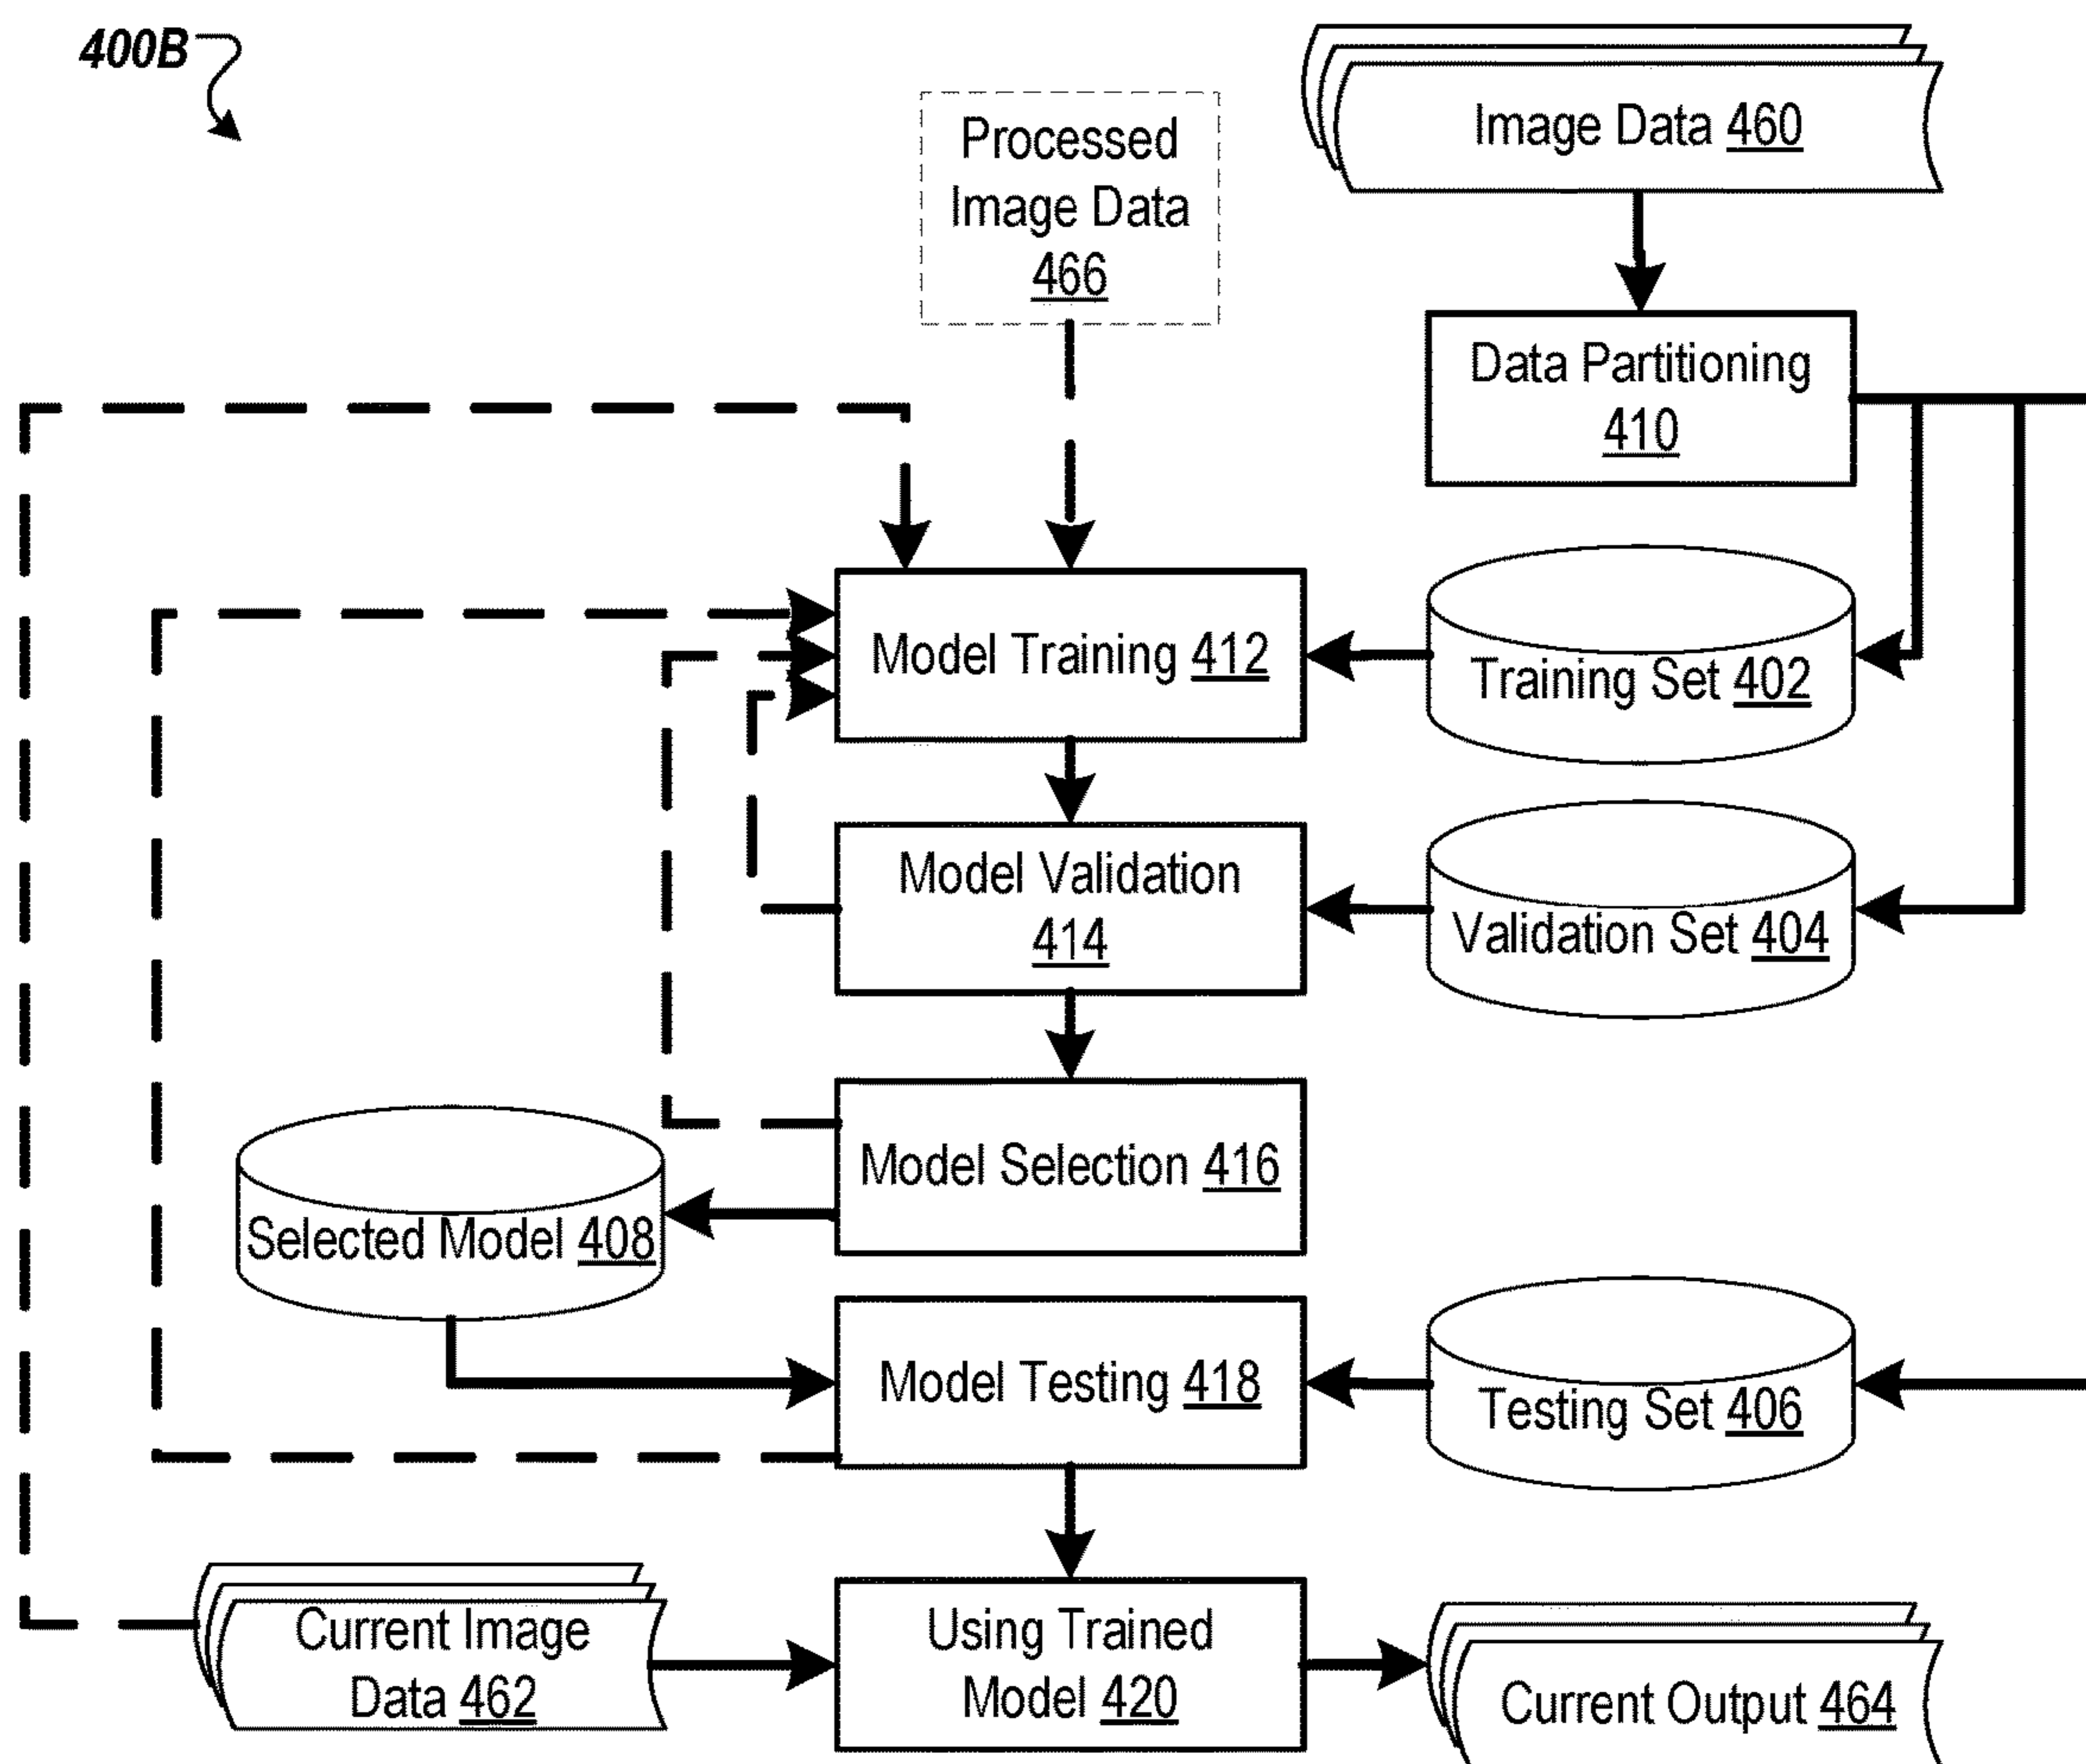 400B
Image Data 460
Processed
Image Data
466
Data Partitioning
410
Model Training 412
Training Set 402
Model Validation
414
Validation Set 404
Model Selection 416
Selected Model 408
Model Testing 418
Testing Set 406
Current Image
Data 462
Using Trained
Model 420
Current Output 464